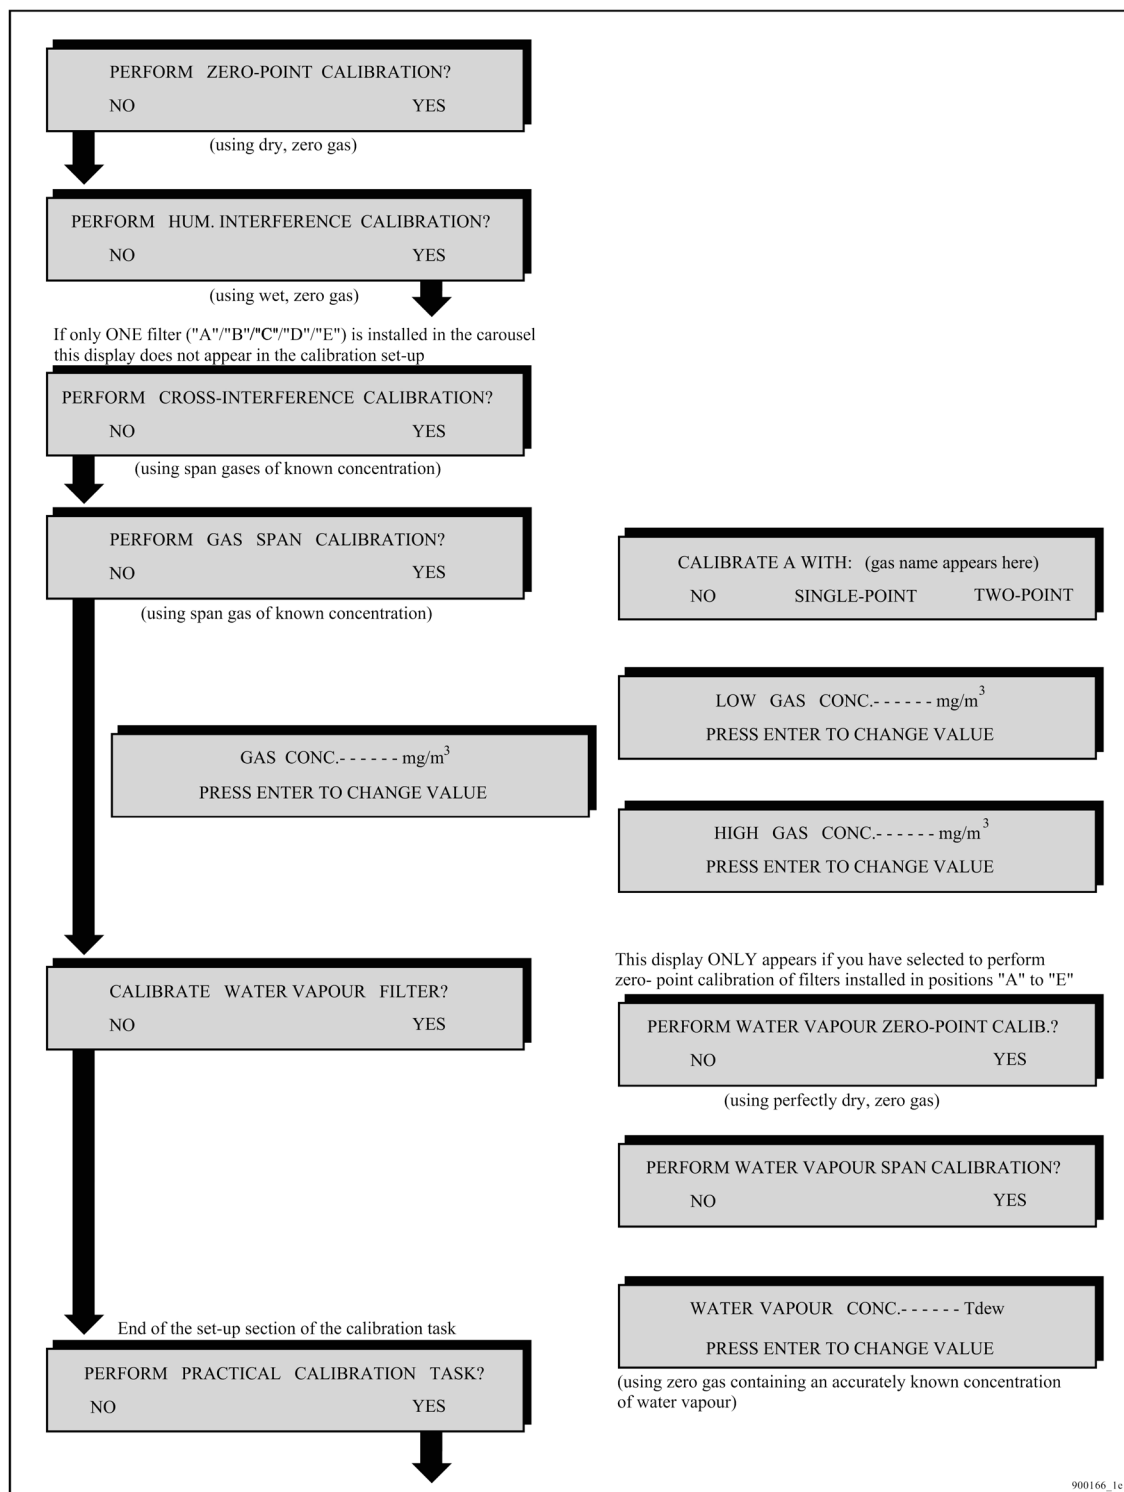 PERFORM ZERO-POINT CALIBRATION?
NO YES
(using dry, zero gas)
PERFORM HUM. INTERFERENCE CALIBRATION?
NO YES
(using wet, zero gas)
If only ONE filter ("A"/"B"/"C"/"D"/"E") is installed in the carousel
this display does not appear in the calibration set-up
PERFORM CROSS-INTERFERENCE CALIBRATION?
NO YES
(using span gases of known concentration)
PERFORM GAS SPAN CALIBRATION?
NO YES
(using span gas of known concentration)
CALIBRATE A WITH: (gas name appears here)
NO SINGLE-POINT TWO-POINT
LOW GAS CONC.- - - - - - mg/m3
PRESS ENTER TO CHANGE VALUE
GAS CONC.- - - - - - mg/m3
PRESS ENTER TO CHANGE VALUE
HIGH GAS CONC.- - - - - - mg/m3
PRESS ENTER TO CHANGE VALUE
CALIBRATE WATER VAPOUR FILTER?
NO YES
This display ONLY appears if you have selected to perform
zero- point calibration of filters installed in positions "A" to "E"
PERFORM WATER VAPOUR ZERO-POINT CALIB.?
NO YES
(using perfectly dry, zero gas)
PERFORM WATER VAPOUR SPAN CALIBRATION?
NO YES
WATER VAPOUR CONC.- - - - - - Tdew
PRESS ENTER TO CHANGE VALUE
(using zero gas containing an accurately known concentration
of water vapour)
End of the set-up section of the calibration task
PERFORM PRACTICAL CALIBRATION TASK?
NO YES
900166_1e